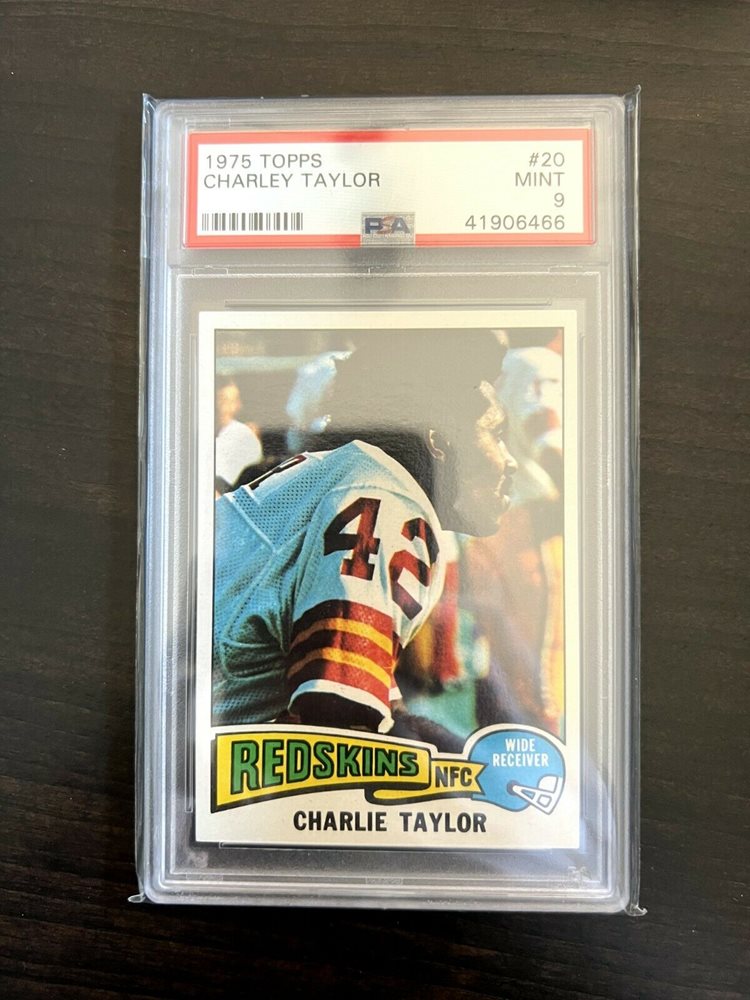 1975 TOPPS #20
CHARLEY TAYLOR MINT
9
PSA 41906466
42
REDSKINS NFC
WIDE
RECEIVER
CHARLIE TAYLOR